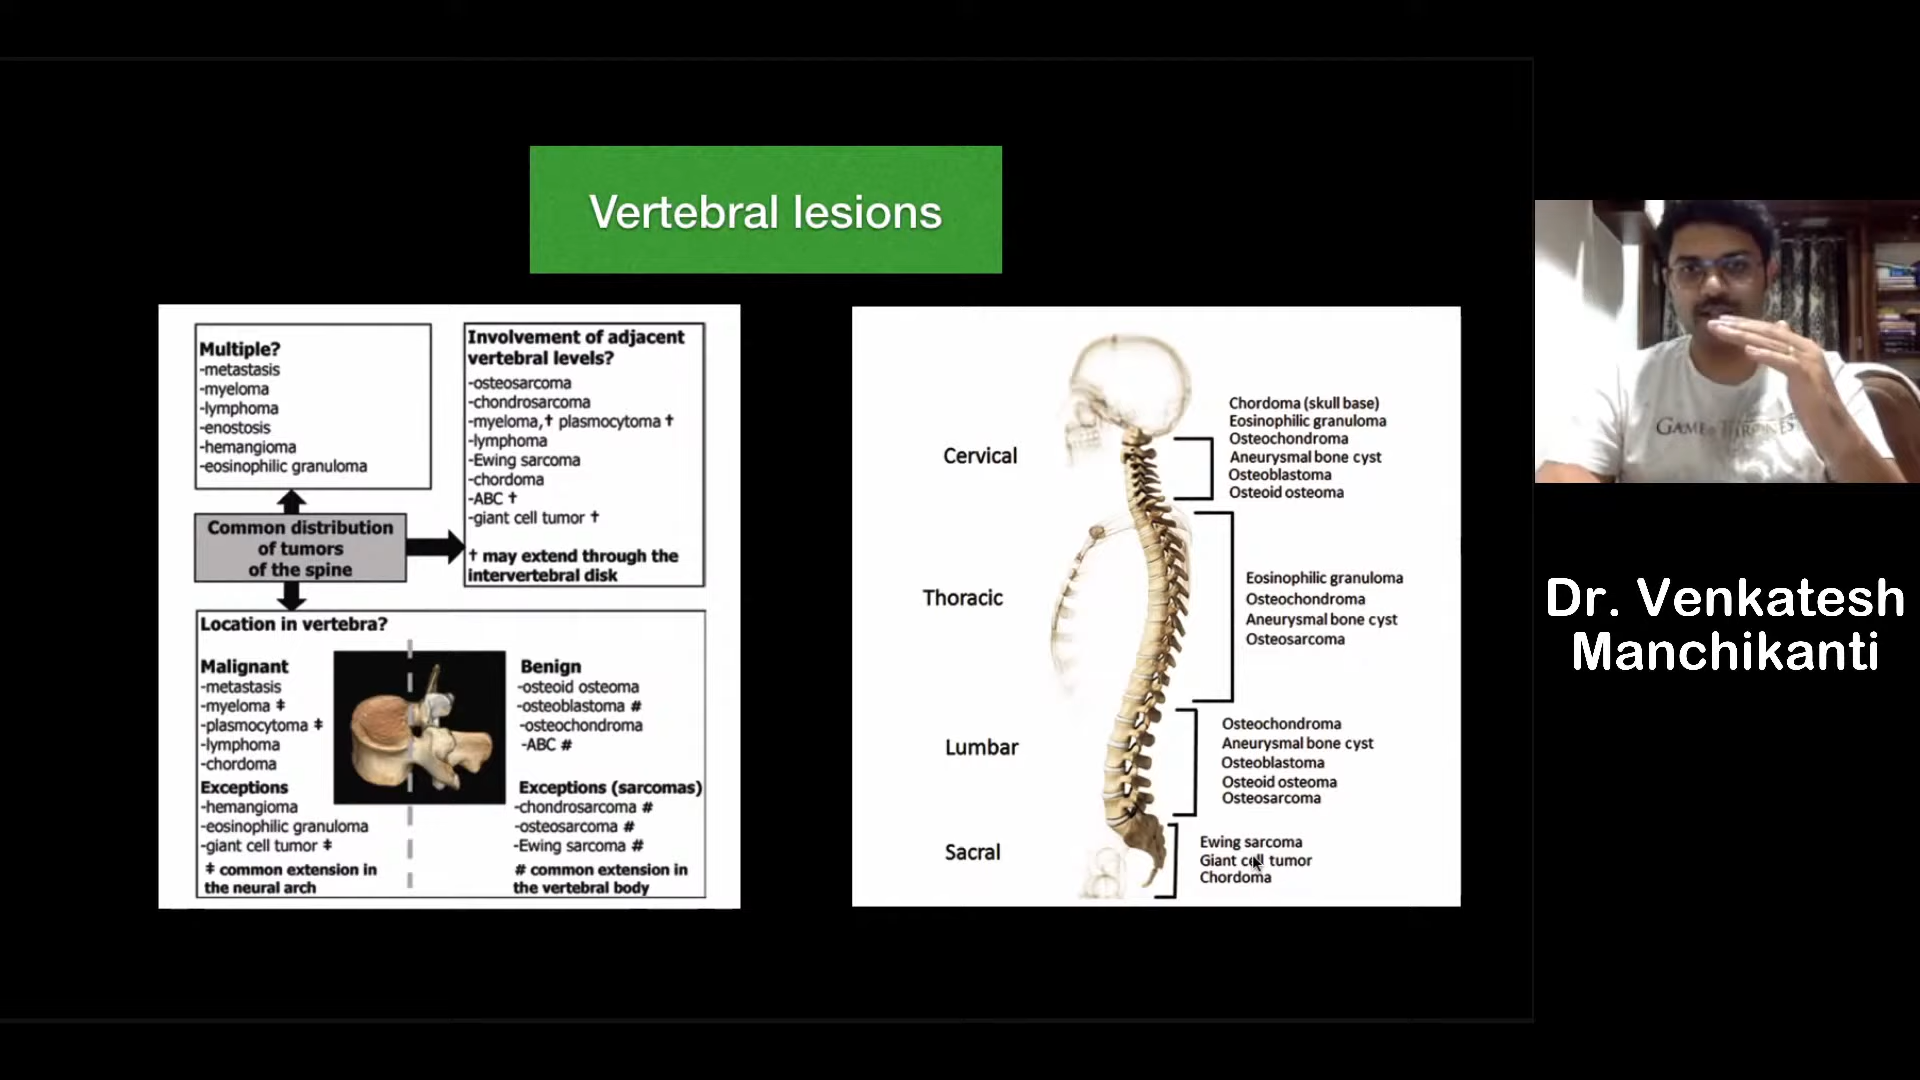 Vertebral lesions
Multiple?
-metastasis
-myeloma
-lymphoma
-enostosis
-hemangioma
-eosinophilic granuloma
Involvement of adjacent
vertebral levels?
-osteosarcoma
-chondrosarcoma
-myeloma,† plasmocytoma †
-lymphoma
-Ewing sarcoma
-chordoma
-ABC †
-giant cell tumor †
† may extend through the
intervertebral disk
Common distribution
of tumors
of the spine
Location in vertebra?
Malignant
-metastasis
-myeloma ‡
-plasmocytoma ‡
-lymphoma
-chordoma
Exceptions
-hemangioma
-eosinophilic granuloma
-giant cell tumor ‡
‡ common extension in
the neural arch
Benign
-osteoid osteoma
-osteoblastoma #
-osteochondroma
-ABC #
Exceptions (sarcomas)
-chondrosarcoma #
-osteosarcoma #
-Ewing sarcoma #
# common extension in
the vertebral body
Cervical
Chordoma (skull base)
Eosinophilic granuloma
Osteochondroma
Aneurysmal bone cyst
Osteoblastoma
Osteoid osteoma
Thoracic
Eosinophilic granuloma
Osteochondroma
Aneurysmal bone cyst
Osteosarcoma
Lumbar
Osteochondroma
Aneurysmal bone cyst
Osteoblastoma
Osteoid osteoma
Osteosarcoma
Sacral
Ewing sarcoma
Giant cell tumor
Chordoma
GAME THRONES
Dr. Venkatesh
Manchikanti